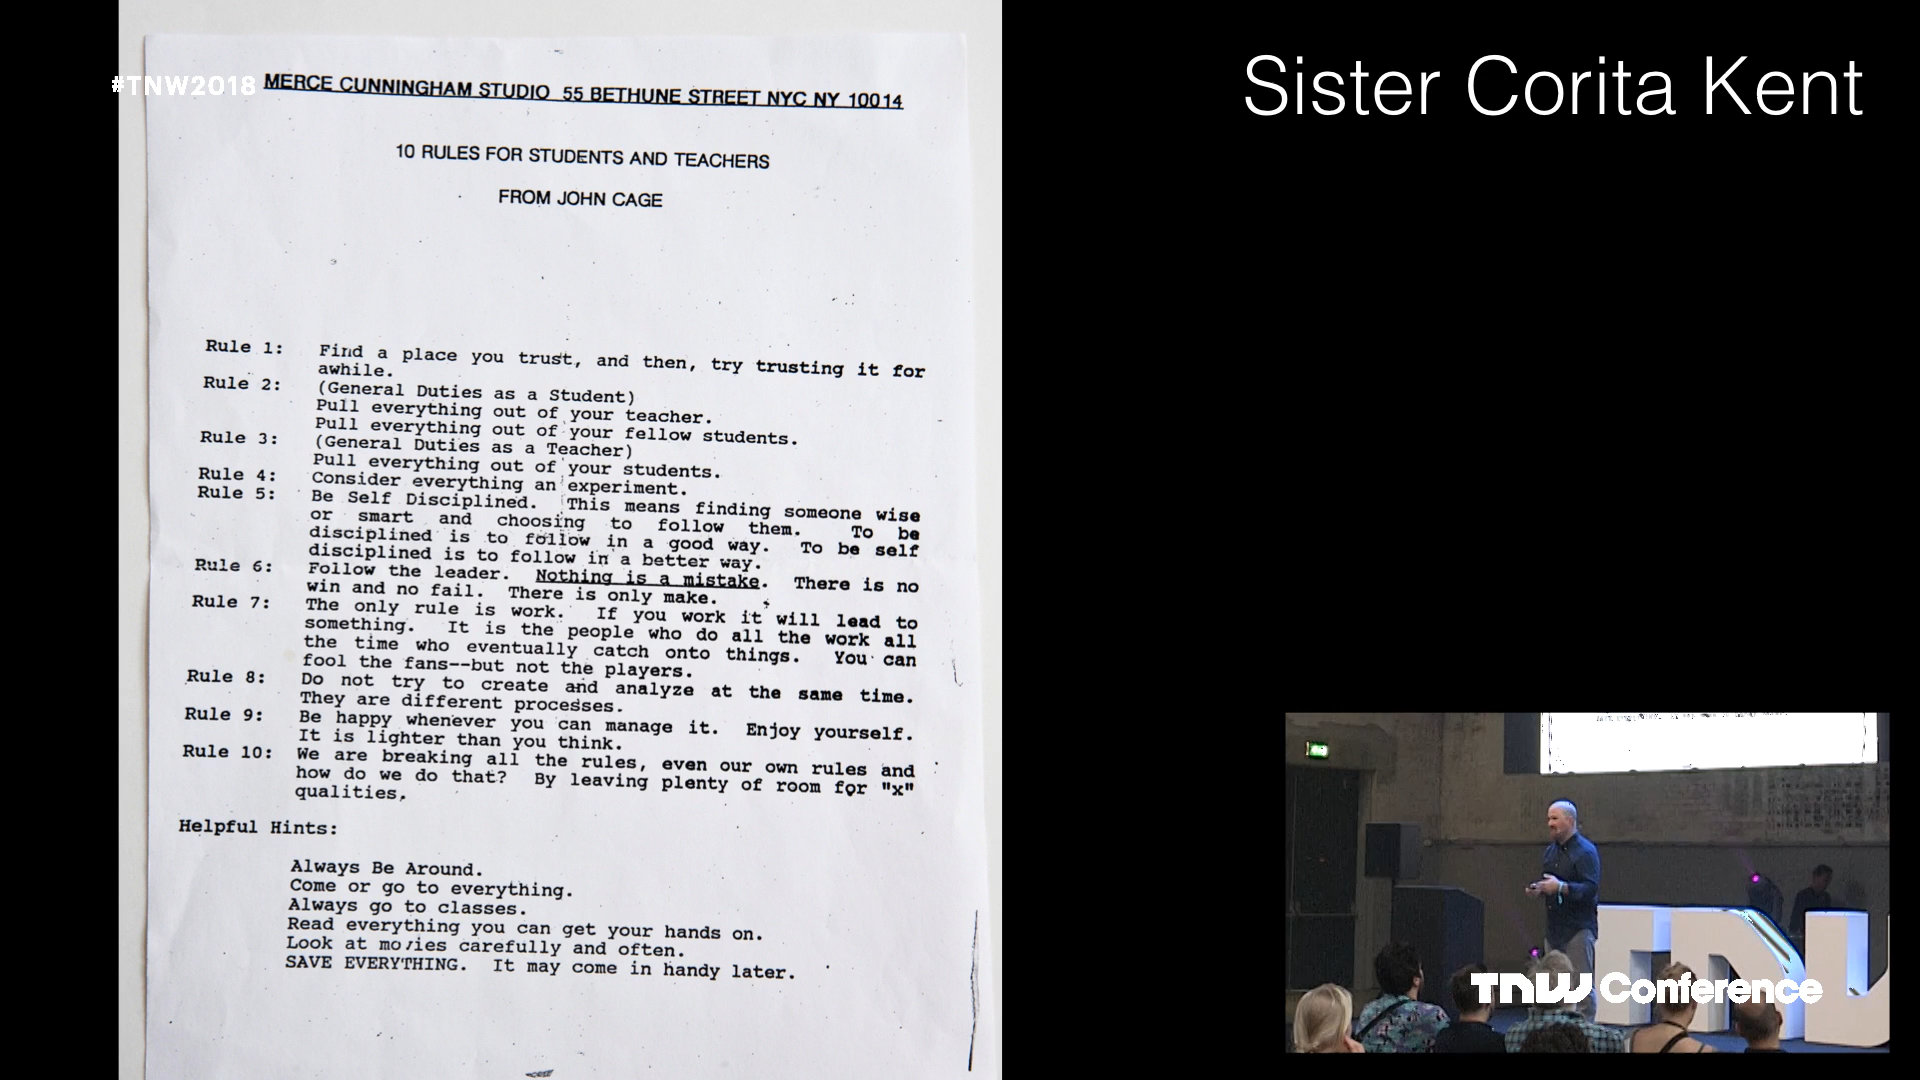 #TNW2018
MERCE CUNNINGHAM STUDIO 55 BETHUNE STREET NYC NY 10014
10 RULES FOR STUDENTS AND TEACHERS
FROM JOHN CAGE
Rule 1: Find a place you trust, and then, try trusting it for
awhile.
Rule 2: (General Duties as a Student)
Pull everything out of your teacher.
Pull everything out of your fellow students.
Rule 3: (General Duties as a Teacher)
Pull everything out of your students.
Rule 4: Consider everything an experiment.
Rule 5: Be Self Disciplined. This means finding someone wise
or smart and choosing to follow them. To be
disciplined is to follow in a good way. To be self
disciplined is to follow in a better way.
Rule 6: Follow the leader. Nothing is a mistake. There is no
win and no fail. There is only make.
Rule 7: The only rule is work. If you work it will lead to
something. It is the people who do all the work all
the time who eventually catch onto things. You can
fool the fans--but not the players.
Rule 8: Do not try to create and analyze at the same time.
They are different processes.
Rule 9: Be happy whenever you can manage it. Enjoy yourself.
It is lighter than you think.
Rule 10: We are breaking all the rules, even our own rules and
how do we do that? By leaving plenty of room for "x"
qualities.
Helpful Hints:
Always Be Around.
Come or go to everything.
Always go to classes.
Read everything you can get your hands on.
Look at movies carefully and often.
SAVE EVERYTHING. It may come in handy later.
Sister Corita Kent
TNW Conference
TNW